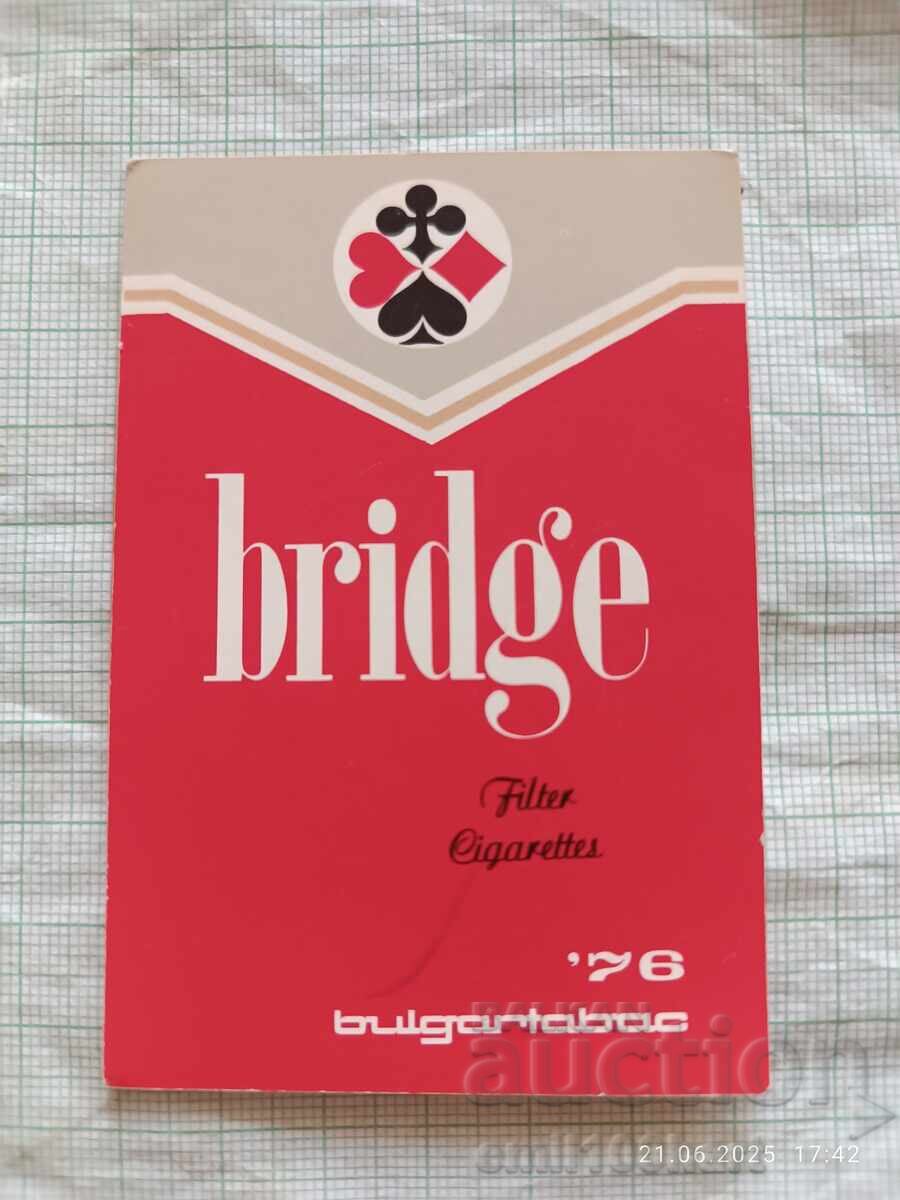 bridge
Filter
Cigarettes
'76
bulgartabac
BALKAN
auction
21.06.2025 17:42